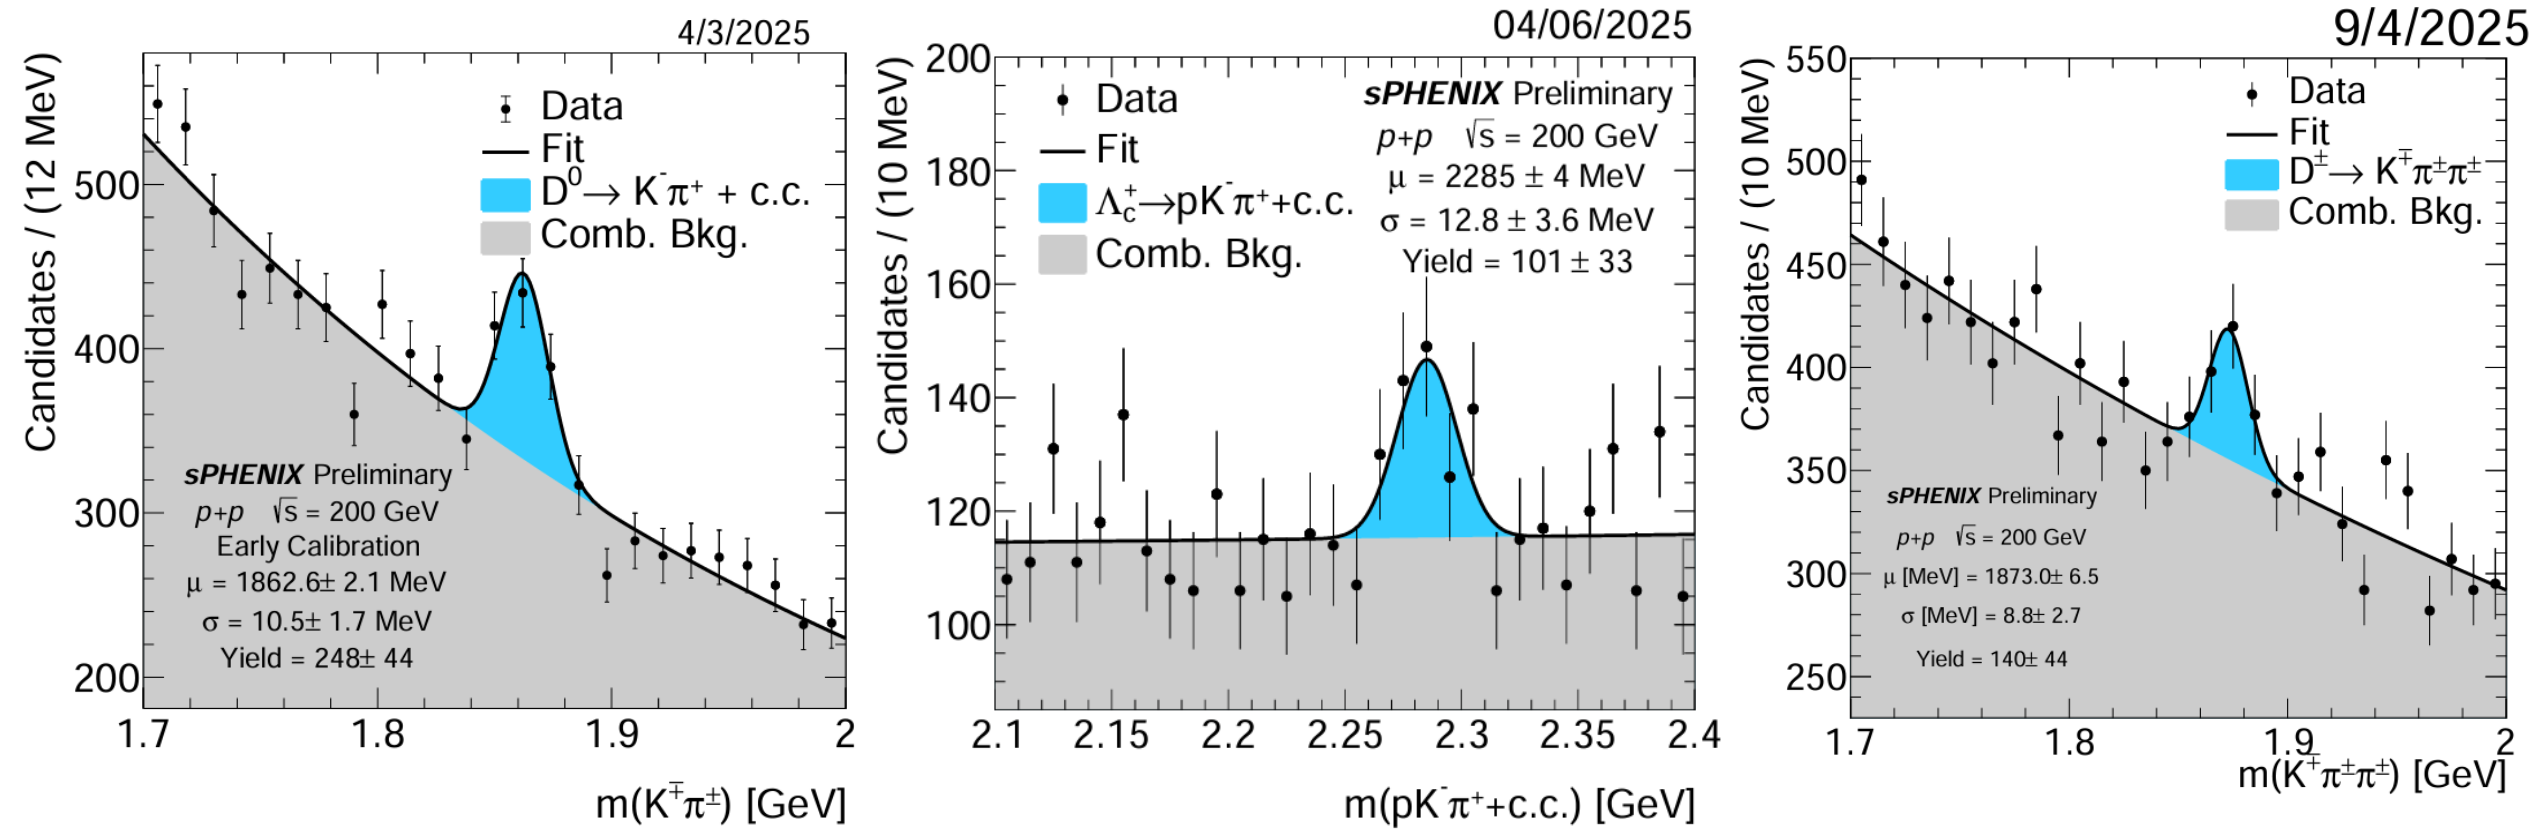 4/3/2025
Candidates / (12 MeV)
500
400
300
200
Data
Fit
D⁰→ K⁻π⁺ + c.c.
Comb. Bkg.
sPHENIX Preliminary
p+p √s = 200 GeV
Early Calibration
μ = 1862.6± 2.1 MeV
σ = 10.5± 1.7 MeV
Yield = 248± 44
1.7 1.8 1.9 2
m(K∓π±) [GeV]
04/06/2025
Candidates / (10 MeV)
200
180
160
140
120
100
Data
Fit
Λc⁺→pK⁻π⁺+c.c.
Comb. Bkg.
sPHENIX Preliminary
p+p √s = 200 GeV
μ = 2285 ± 4 MeV
σ = 12.8 ± 3.6 MeV
Yield = 101 ± 33
2.1 2.15 2.2 2.25 2.3 2.35 2.4
m(pK⁻π⁺+c.c.) [GeV]
9/4/2025
Candidates / (10 MeV)
550
500
450
400
350
300
250
Data
Fit
D±→ K∓π±π±
Comb. Bkg.
sPHENIX Preliminary
p+p √s = 200 GeV
μ [MeV] = 1873.0± 6.5
σ [MeV] = 8.8± 2.7
Yield = 140± 44
1.7 1.8 1.9 2
m(K∓π±π±) [GeV]